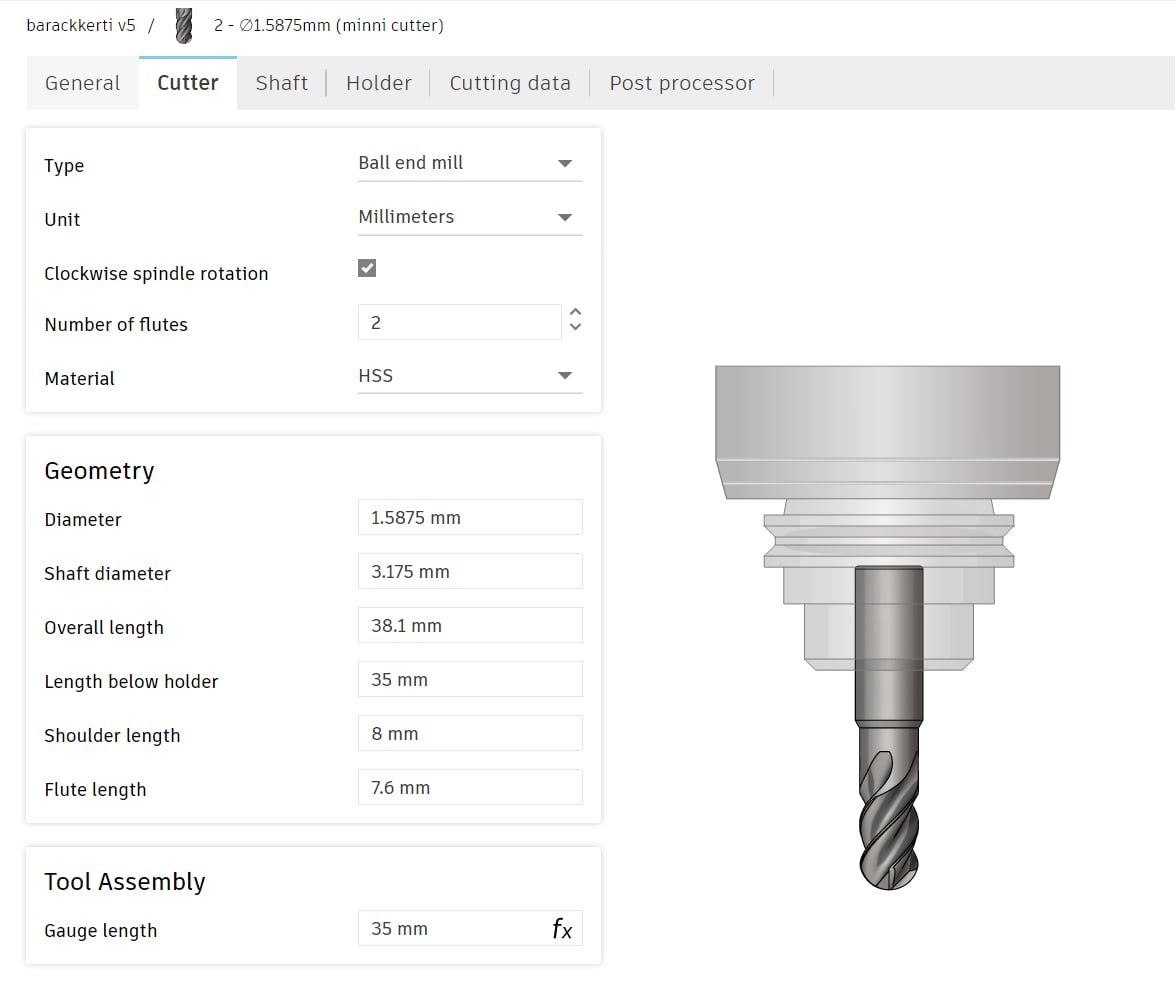 barackkerti v5 / 2 - ∅1.5875mm (minni cutter)
General Cutter Shaft Holder Cutting data Post processor
Type Ball end mill
Unit Millimeters
Clockwise spindle rotation
Number of flutes 2
Material HSS
Geometry
Diameter 1.5875 mm
Shaft diameter 3.175 mm
Overall length 38.1 mm
Length below holder 35 mm
Shoulder length 8 mm
Flute length 7.6 mm
Tool Assembly
Gauge length 35 mm fx